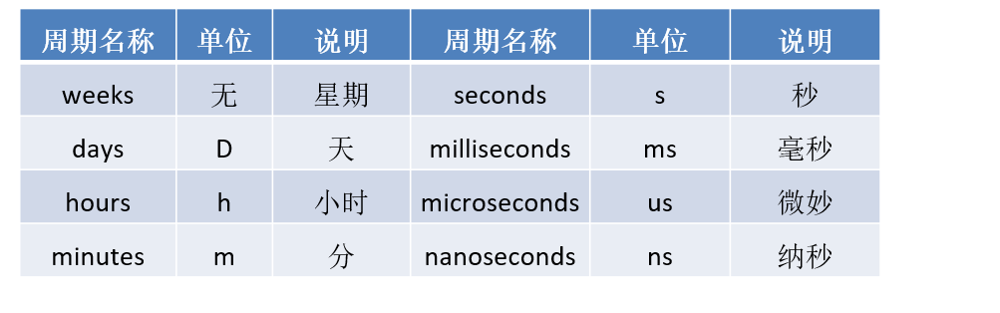 周期名称 单位 说明 周期名称 单位 说明
weeks 无 星期 seconds s 秒
days D 天 milliseconds ms 毫秒
hours h 小时 microseconds us 微妙
minutes m 分 nanoseconds ns 纳秒